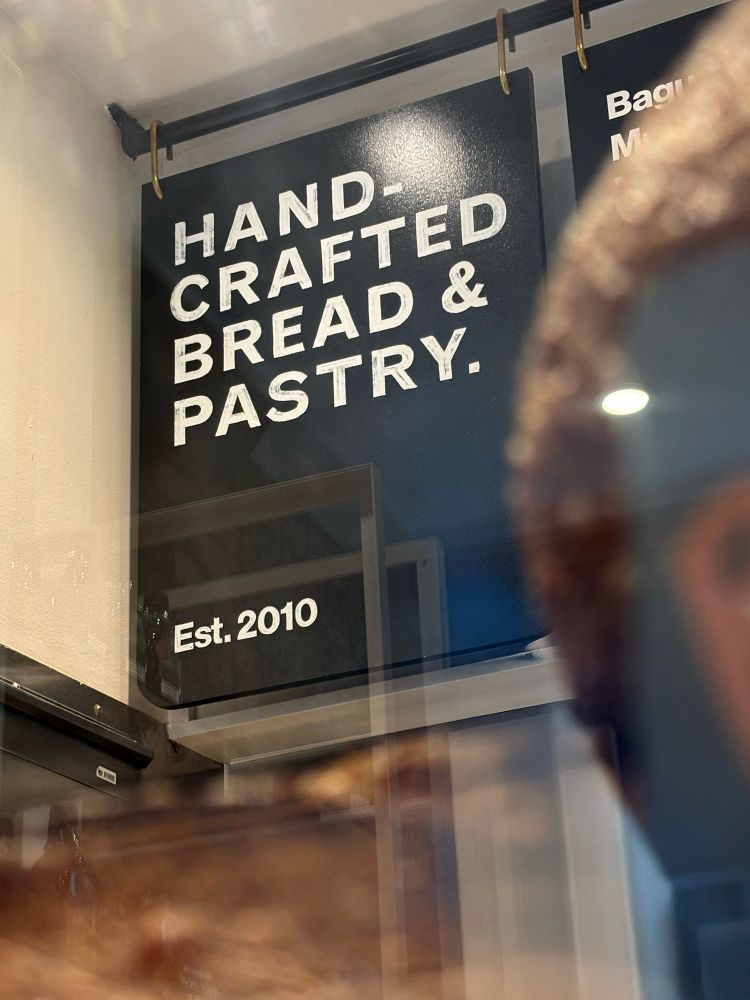 HAND-
CRAFTED
BREAD &
PASTRY.
Est. 2010